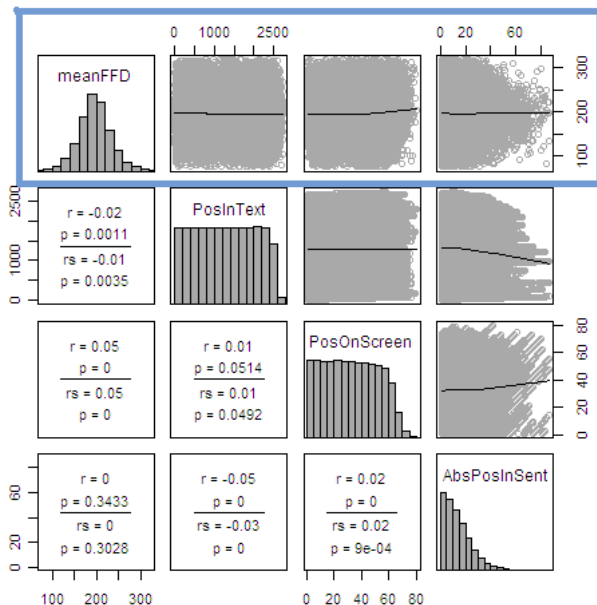 0 1000 2500 0 60
meanFFD
100 200 300
0 1000 2500
r = -0.02
p = 0.0011
rs = -0.01
p = 0.0035
PosInText
r = 0.05
p = 0
rs = 0.05
p = 0
r = 0.01
p = 0.0514
rs = 0.01
p = 0.0492
PosOnScreen
0 20 40 60 80
0 20 60
r = 0
p = 0.3433
rs = 0
p = 0.3028
r = -0.05
p = 0
rs = -0.03
p = 0
r = 0.02
p = 0
rs = 0.02
p = 9e-04
AbsPosInSent
100 200 300 0 20 40 60 80